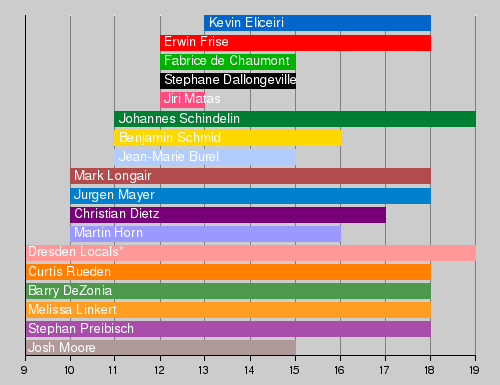 Kevin Eliceiri
Erwin Frise
Fabrice de Chaumont
Stephane Dallongeville
Jiri Matas
Johannes Schindelin
Benjamin Schmid
Jean-Marie Burel
Mark Longair
Jurgen Mayer
Christian Dietz
Martin Horn
Dresden Locals*
Curtis Rueden
Barry DeZonia
Melissa Linkert
Stephan Preibisch
Josh Moore
9 10 11 12 13 14 15 16 17 18 19